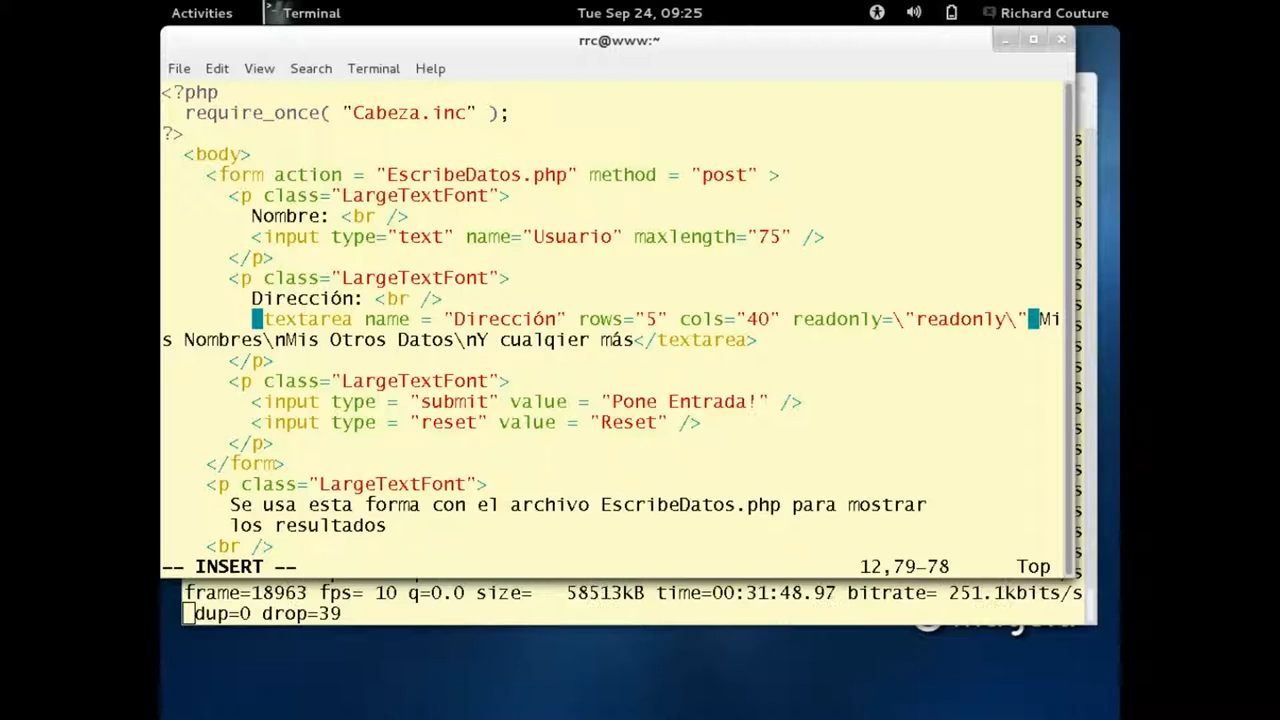 Activities
Terminal
Tue Sep 24, 09:25
Richard Couture
rrc@www:~
File Edit View Search Terminal Help
<?php
require_once( "Cabeza.inc" );
?>
<body>
<form action = "EscribeDatos.php" method = "post" >
<p class="LargeTextFont">
Nombre: <br />
<input type="text" name="Usuario" maxlength="75" />
</p>
<p class="LargeTextFont">
Dirección: <br />
textarea name = "Dirección" rows="5" cols="40" readonly=\"readonly\" Mi
s Nombres\nMis Otros Datos\nY cualqier más</textarea>
</p>
<p class="LargeTextFont">
<input type = "submit" value = "Pone Entrada!" />
<input type = "reset" value = "Reset" />
</p>
</form>
<p class="LargeTextFont">
Se usa esta forma con el archivo EscribeDatos.php para mostrar
los resultados
<br />
-- INSERT -- 12,79-78 Top
frame=18963 fps= 10 q=0.0 size= 58513kB time=00:31:48.97 bitrate= 251.1kbits/s
dup=0 drop=39